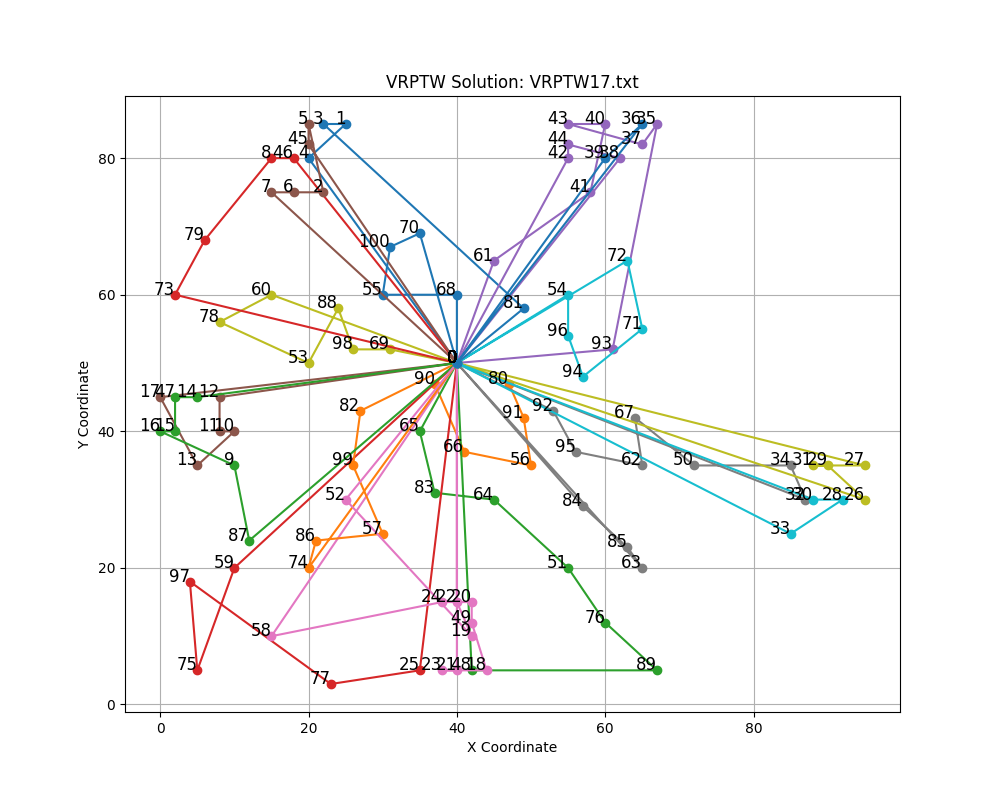 VRPTW Solution: VRPTW17.txt
5 3 1 43 40 36 35
45 44 37
8 46 4 42 39 38
7 6 2 41
79 100 70 61 72
73 60 55 68 54
78 88 81 96 71
53 98 69 0 93 94
90 80
17 47 14 12 82 91 92 67
16 15 11 10 65 66 95
13 9 99 56 62 50 34 31 29 27
52 83 64 84 32 30 28 26
87 86 57 85 33
97 59 74 51 63
58 24 22 20 49 19 76
75 77 25 23 21 48 18 89
0 20 40 60 80
0
20
40
60
80
X Coordinate
Y Coordinate